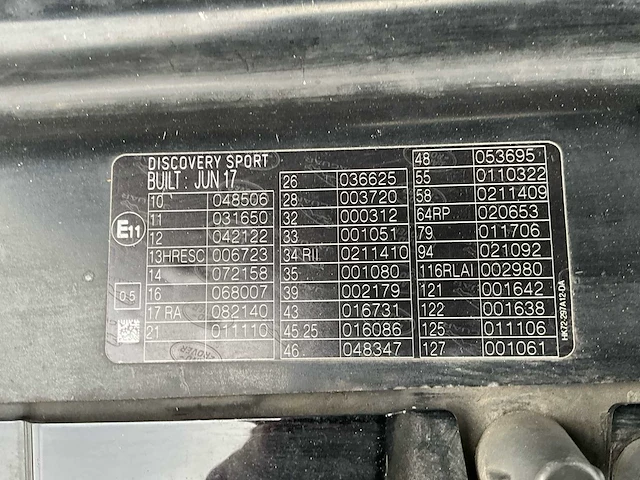 DISCOVERY SPORT
BUILT : JUN 17
10 048506
11 031650
12 042122
13HRESC 006723
14 072158
16 068007
17 RA 082140
21 011110
26 036625
28 003720
32 000312
33 001051
34 RII 0211410
35 001080
39 002179
43 016731
45 25 016086
46 048347
48 053695
55 0110322
58 0211409
64RP 020653
79 011706
94 021092
116RLAI 002980
121 001642
122 001638
125 011106
127 001061
E11
0.5
HK72-297A12-DA